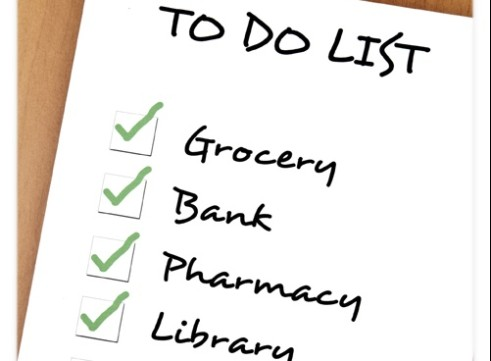 TO DO LIST
Grocery
Bank
Pharmacy
Library